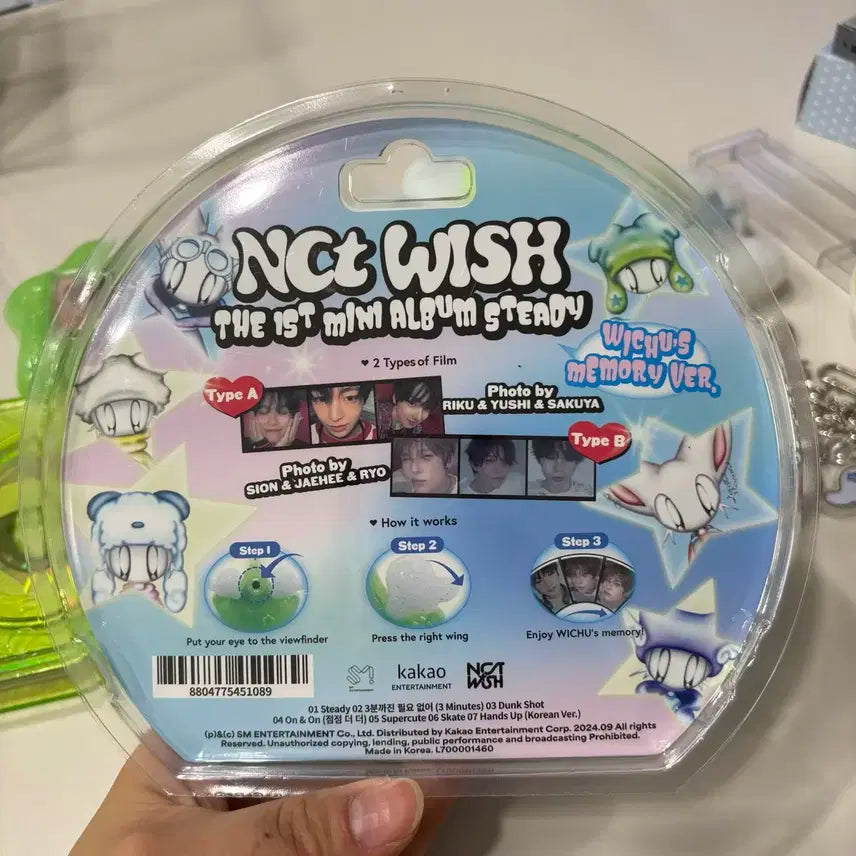 NCt WISH
THE 1ST MINI ALBUM STEADY
WICHU'S
MEMORY VER.
♥ 2 Types of Film
Type A
Photo by
RIKU & YUSHI & SAKUYA
Type B
Photo by
SION & JAEHEE & RYO
♥ How it works
Step 1
Step 2
Step 3
Put your eye to the viewfinder
Press the right wing
Enjoy WICHU's memory!
8804775451089
SM
kakao
ENTERTAINMENT
NCT
WISH
01 Steady 02 3분까진 필요 없어 (3 Minutes) 03 Dunk Shot
04 On & On (점점 더 더) 05 Supercute 06 Skate 07 Hands Up (Korean Ver.)
(p)&(c) SM ENTERTAINMENT Co., Ltd. Distributed by Kakao Entertainment Corp. 2024.09 All rights
Reserved. Unauthorized copying, lending, public performance and broadcasting Prohibited.
Made in Korea. L700001460